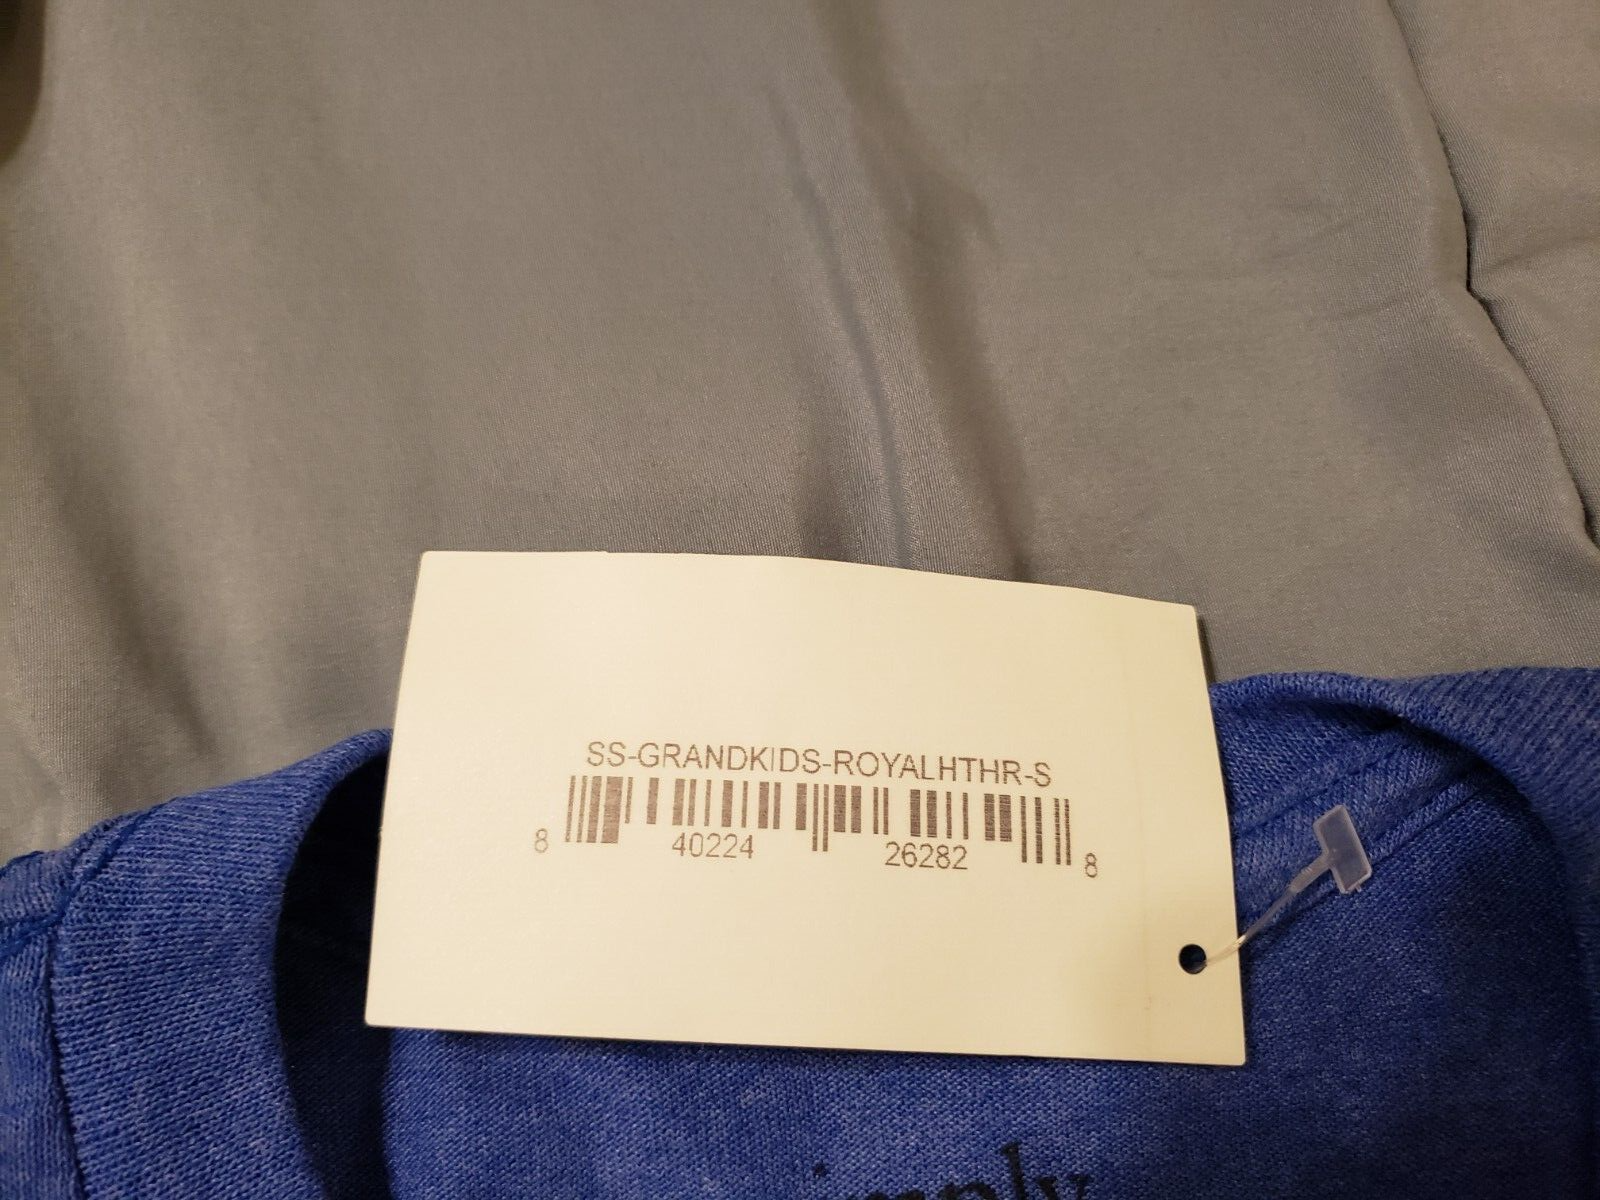 SS-GRANDKIDS-ROYALHTHR-S
8 40224 26282 8